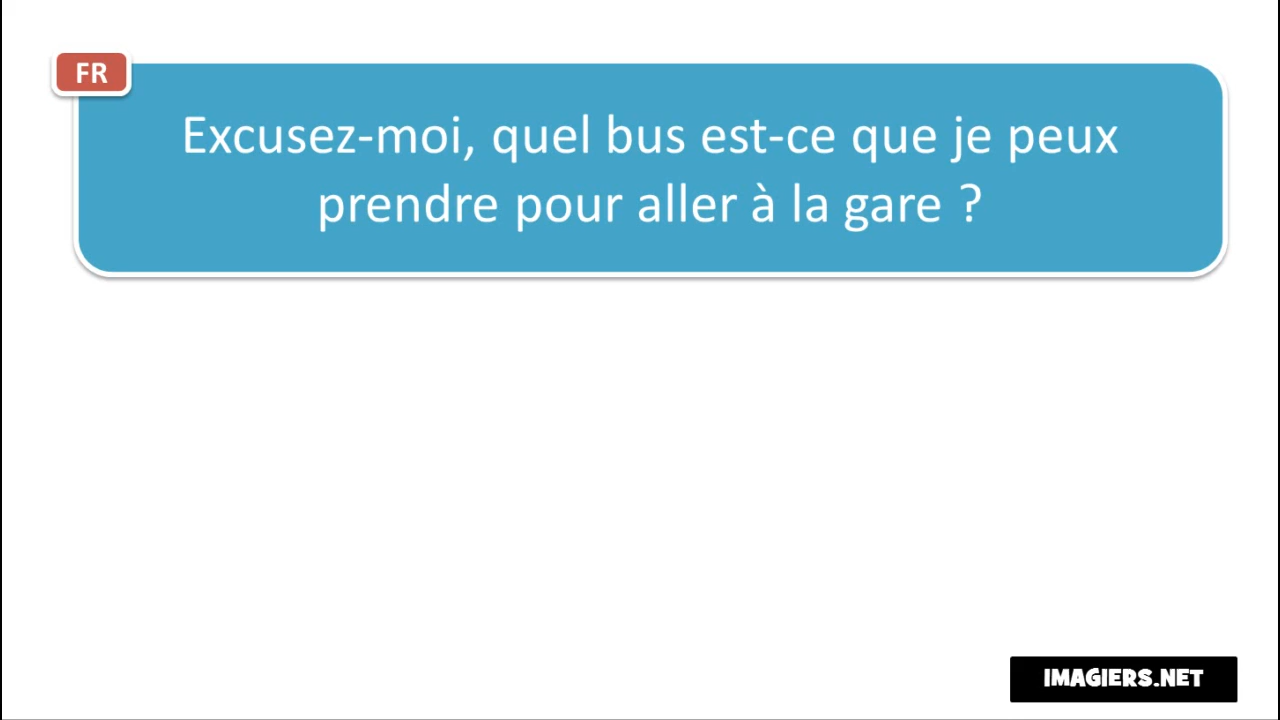 FR
Excusez-moi, quel bus est-ce que je peux
prendre pour aller à la gare ?
IMAGIERS.NET